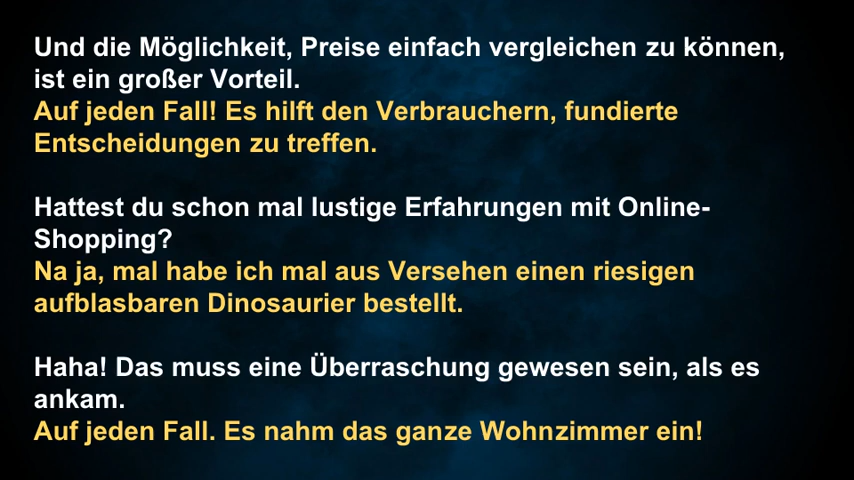 Und die Möglichkeit, Preise einfach vergleichen zu können,
ist ein großer Vorteil.
Auf jeden Fall! Es hilft den Verbrauchern, fundierte
Entscheidungen zu treffen.
Hattest du schon mal lustige Erfahrungen mit Online-
Shopping?
Na ja, mal habe ich mal aus Versehen einen riesigen
aufblasbaren Dinosaurier bestellt.
Haha! Das muss eine Überraschung gewesen sein, als es
ankam.
Auf jeden Fall. Es nahm das ganze Wohnzimmer ein!